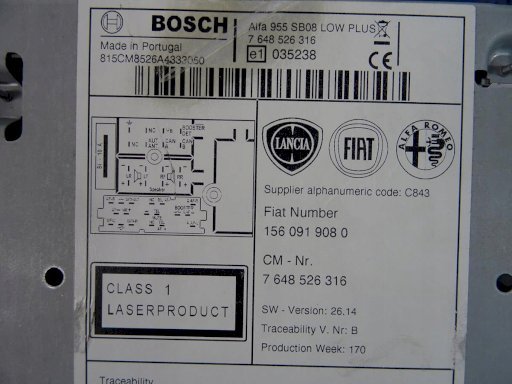 BOSCH
Alfa 955 SB08 LOW PLUS
7 648 526 316
Made in Portugal
815CM8526A4333060
e1 035238
CE
LANCIA
FIAT
ALFA ROMEO
Supplier alphanumeric code: C843
Fiat Number
156 091 908 0
CM - Nr.
7 648 526 316
CLASS 1
LASERPRODUCT
SW - Version: 26.14
Traceability V. Nr: B
Production Week: 170
Traceability